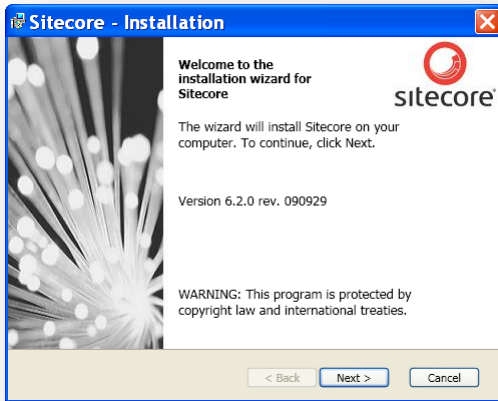 Sitecore - Installation
Welcome to the
installation wizard for
Sitecore
sitecore
The wizard will install Sitecore on your
computer. To continue, click Next.
Version 6.2.0 rev. 090929
WARNING: This program is protected by
copyright law and international treaties.
< Back Next > Cancel